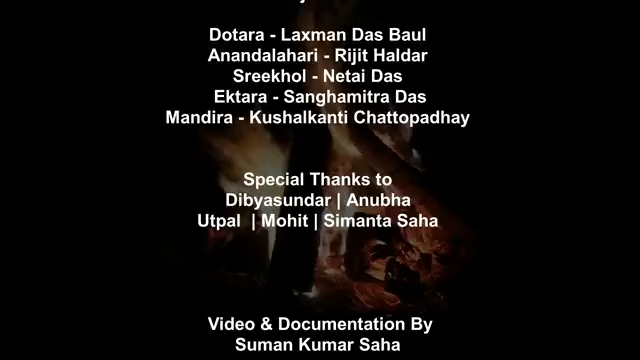 Dotara - Laxman Das Baul
Anandalahari - Rijit Haldar
Sreekhol - Netai Das
Ektara - Sanghamitra Das
Mandira - Kushalkanti Chattopadhay
Special Thanks to
Dibyasundar | Anubha
Utpal | Mohit | Simanta Saha
Video & Documentation By
Suman Kumar Saha